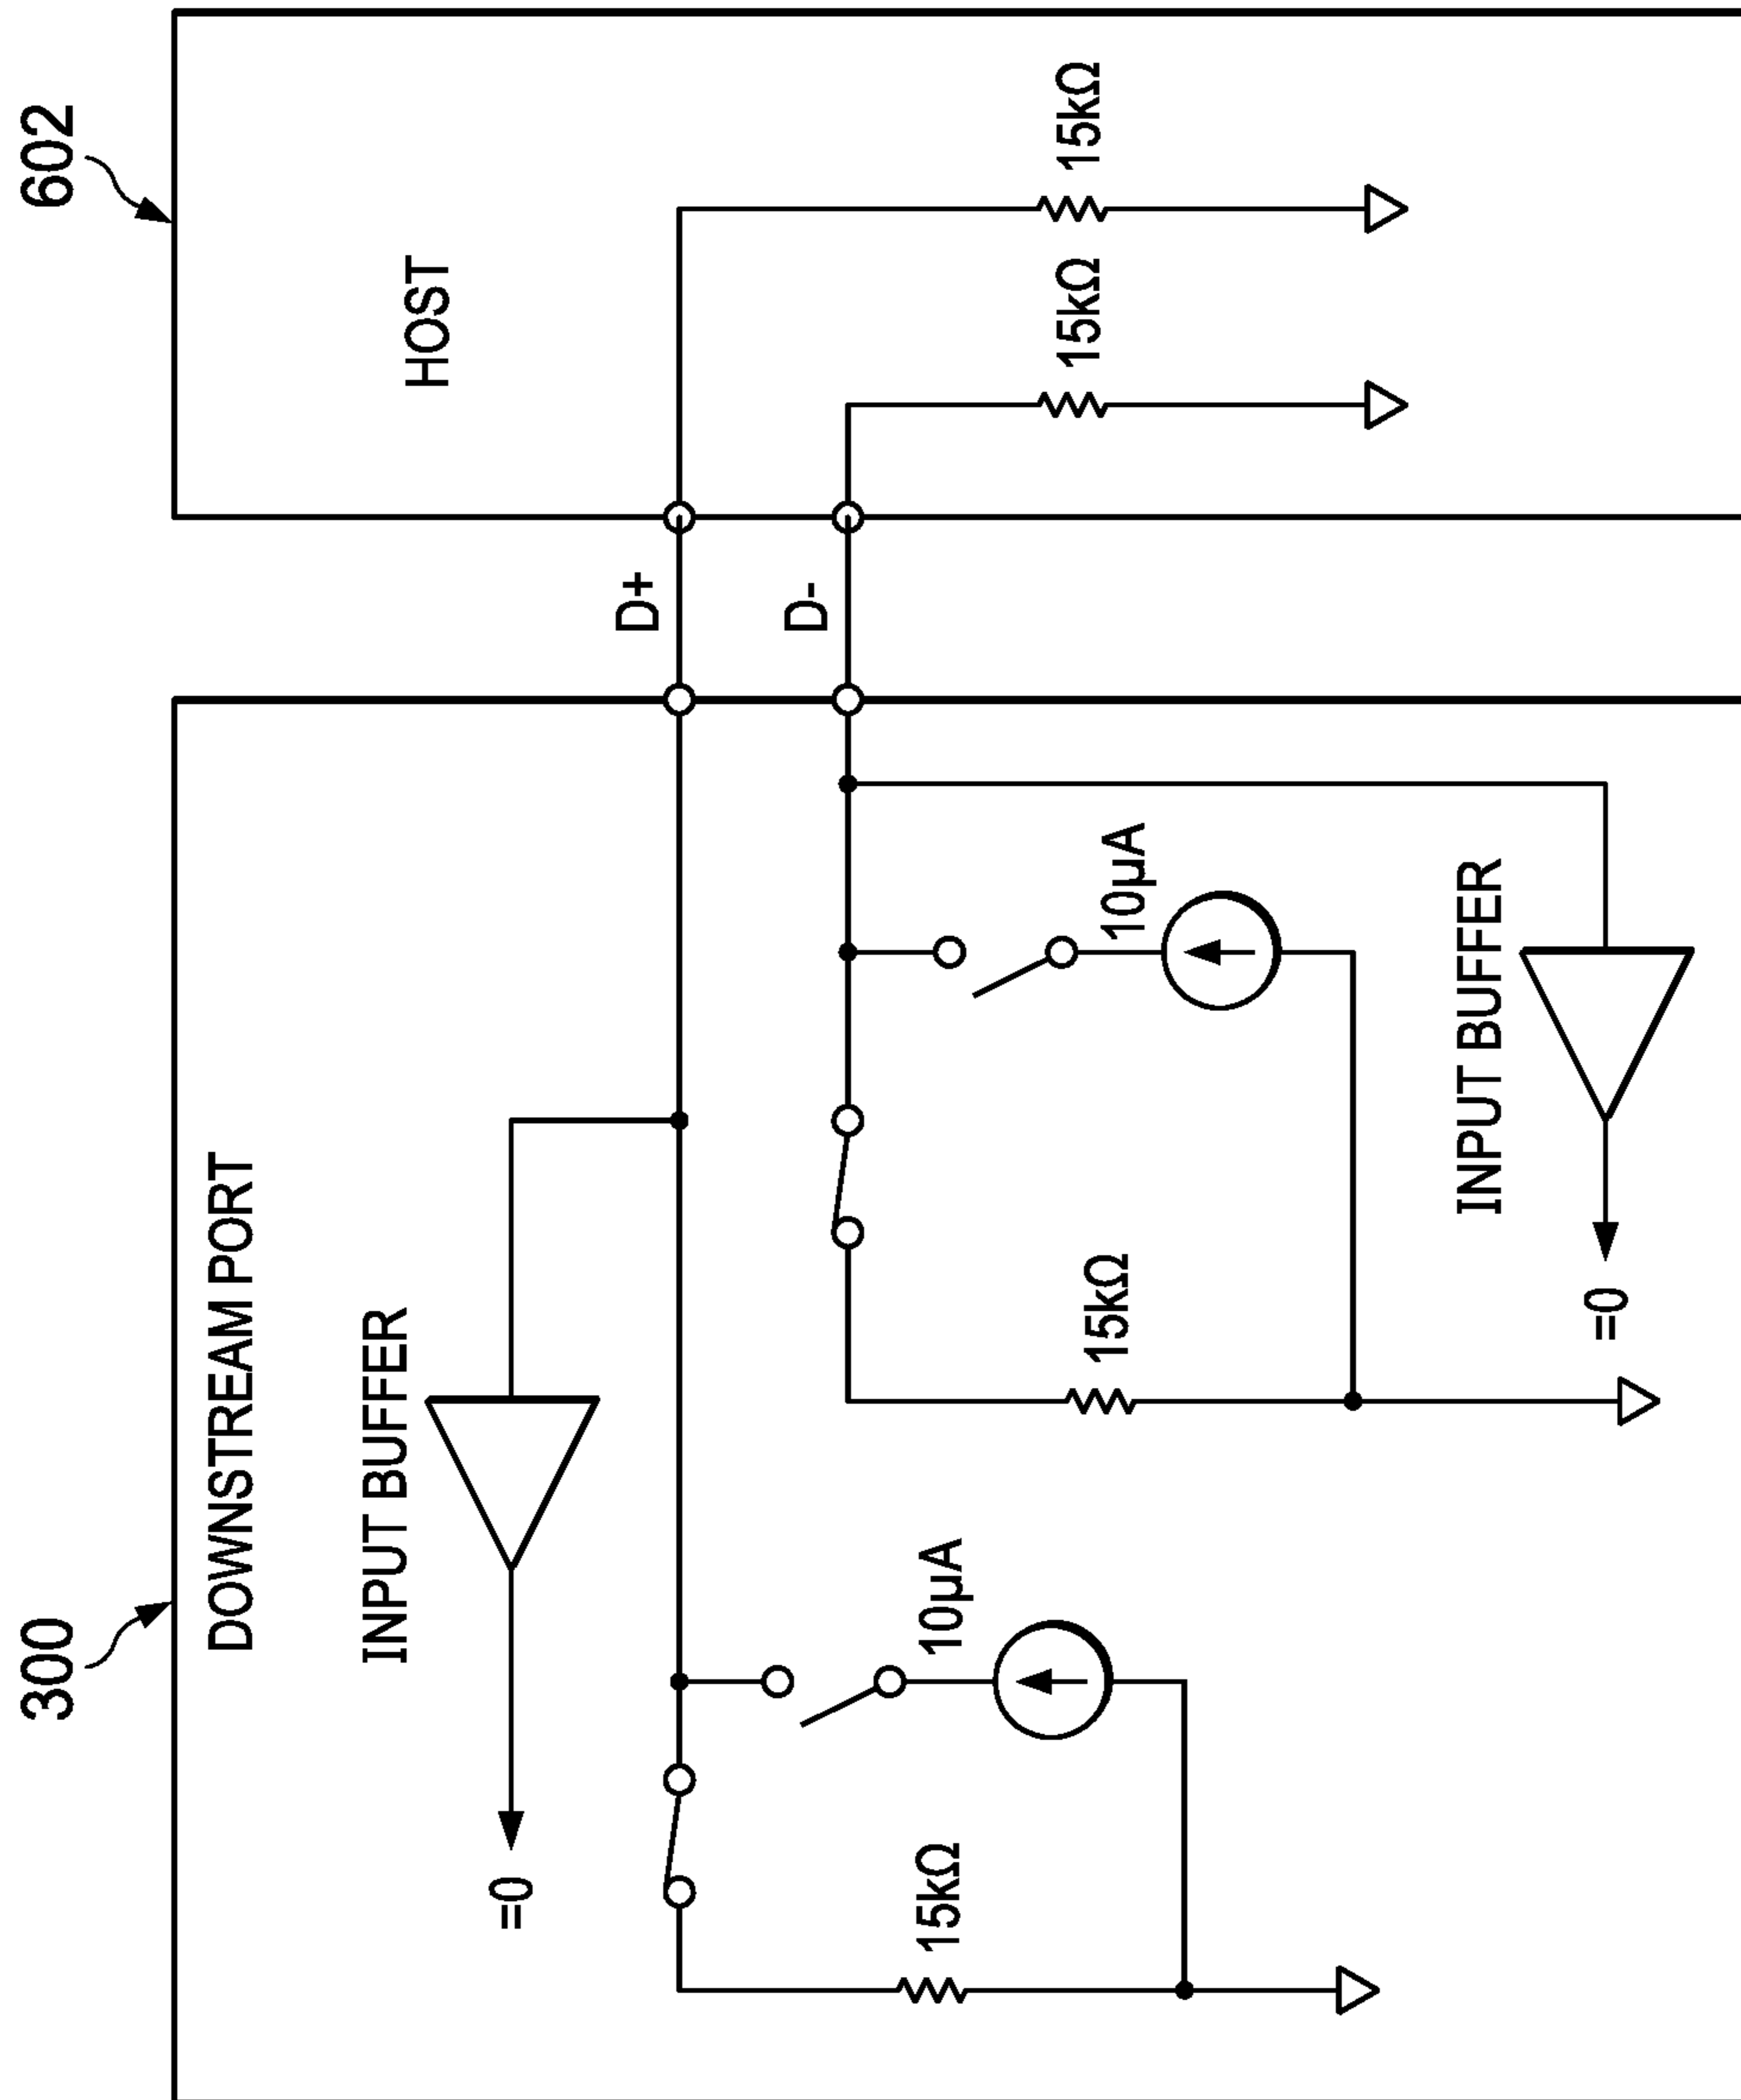 300
602
DOWNSTREAM PORT
HOST
INPUT BUFFER
=0
D+
D-
10µA
15kΩ
10µA
15kΩ
15kΩ
15kΩ
INPUT BUFFER
=0